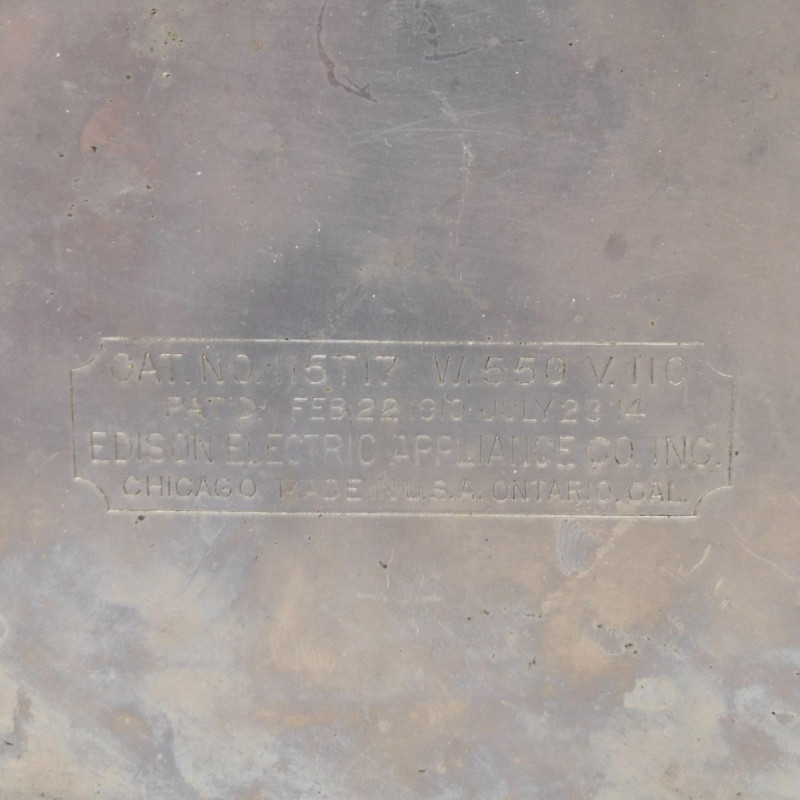 CAT. NO. 115T17 W. 550 V. 110
PAT'D. FEB. 22 1910 JULY 23 '14
EDISON ELECTRIC APPLIANCE CO. INC.
CHICAGO MADE IN U.S.A. ONTARIO, CAL.